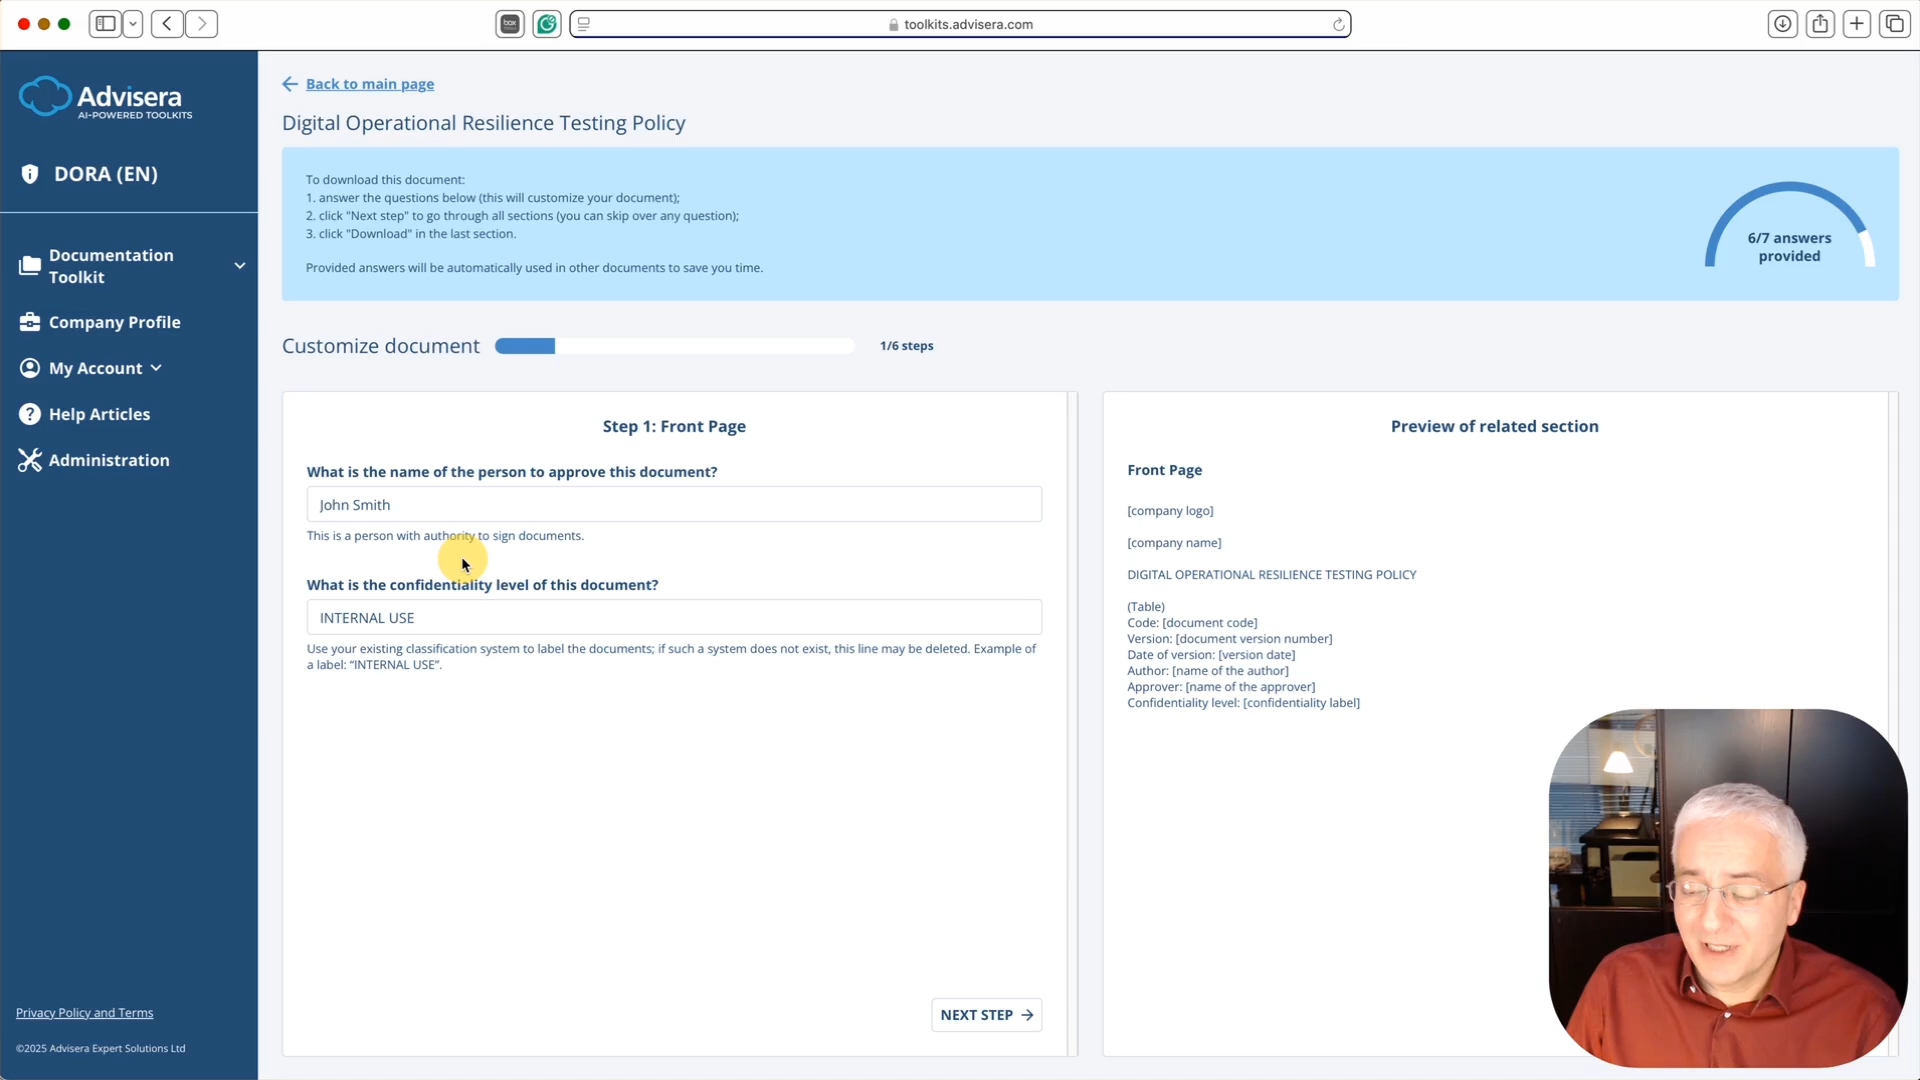 box
toolkits.advisera.com
Advisera
AI-POWERED TOOLKITS
DORA (EN)
Documentation
Toolkit
Company Profile
My Account
Help Articles
Administration
Privacy Policy and Terms
©2025 Advisera Expert Solutions Ltd
Back to main page
Digital Operational Resilience Testing Policy
To download this document:
1. answer the questions below (this will customize your document);
2. click "Next step" to go through all sections (you can skip over any question);
3. click "Download" in the last section.
Provided answers will be automatically used in other documents to save you time.
6/7 answers
provided
Customize document
1/6 steps
Step 1: Front Page
What is the name of the person to approve this document?
John Smith
This is a person with authority to sign documents.
What is the confidentiality level of this document?
INTERNAL USE
Use your existing classification system to label the documents; if such a system does not exist, this line may be deleted. Example of
a label: “INTERNAL USE”.
NEXT STEP
Preview of related section
Front Page
[company logo]
[company name]
DIGITAL OPERATIONAL RESILIENCE TESTING POLICY
(Table)
Code: [document code]
Version: [document version number]
Date of version: [version date]
Author: [name of the author]
Approver: [name of the approver]
Confidentiality level: [confidentiality label]